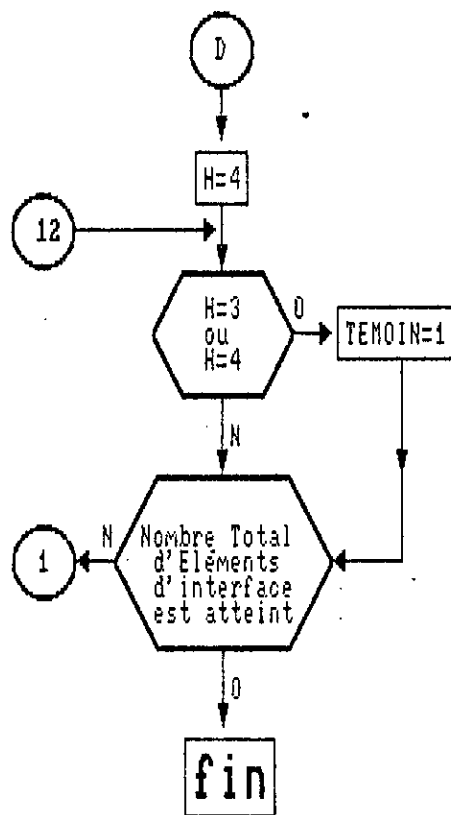 D
H=4
12
H=3
ou
H=4
O
TEMOIN=1
N
Nombre Total
d'Eléments
d'interface
est atteint
N
1
O
fin